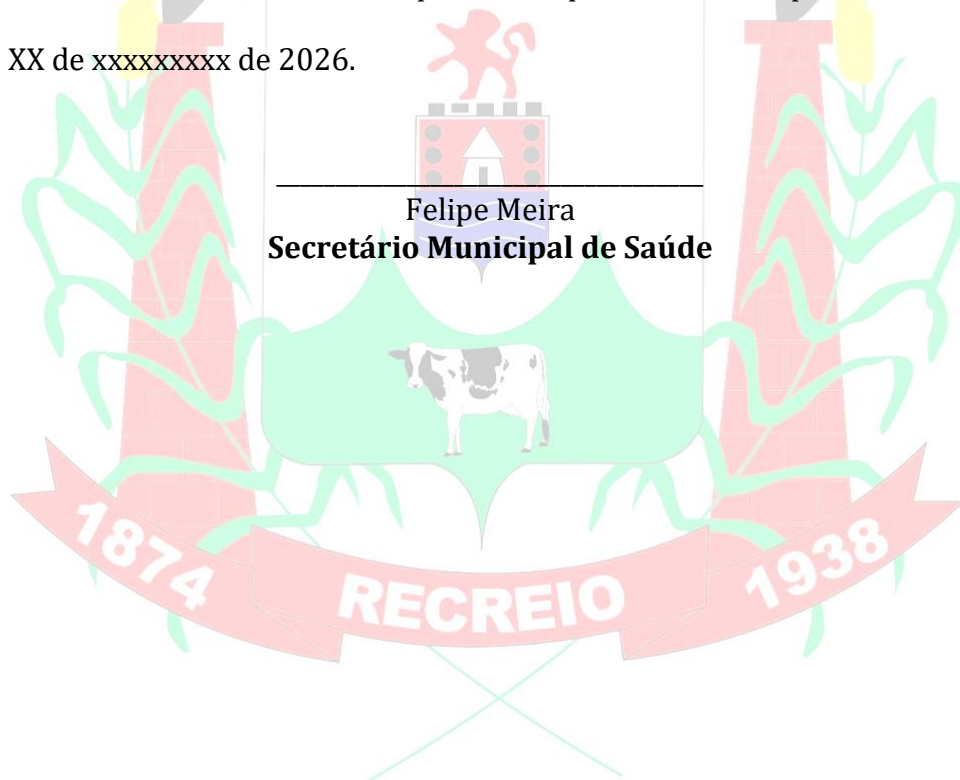 XX de xxxxxxxxx de 2026.
Felipe Meira
Secretário Municipal de Saúde
1874
RECREIO
1938